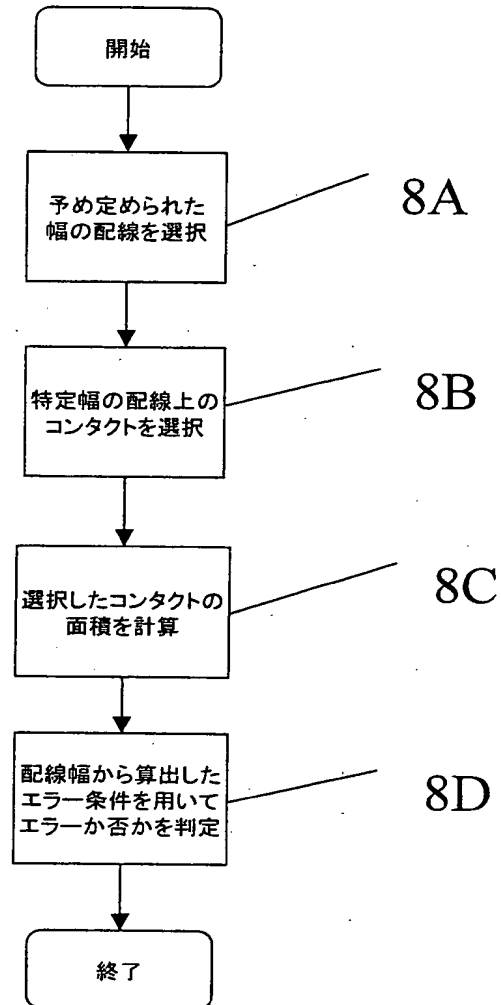 開始
予め定められた
幅の配線を選択
8A
特定幅の配線上の
コンタクトを選択
8B
選択したコンタクトの
面積を計算
8C
配線幅から算出した
エラー条件を用いて
エラーか否かを判定
8D
終了